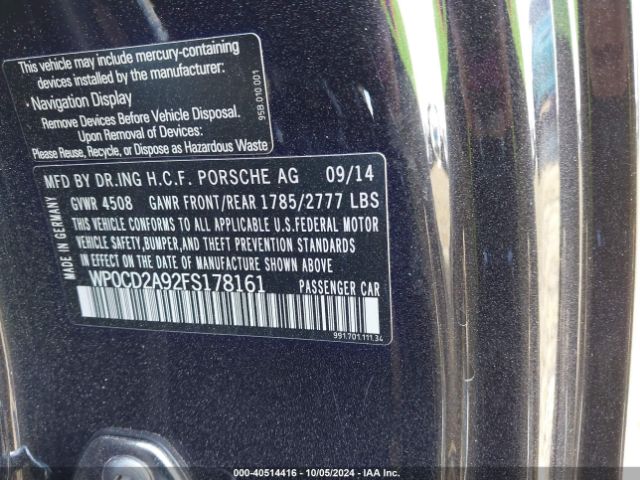 This vehicle may include mercury-containing
devices installed by the manufacturer:
Navigation Display
Remove Devices Before Vehicle Disposal.
Upon Removal of Devices:
Please Reuse, Recycle, or Dispose as Hazardous Waste
95B 010 001
MFD BY DR.ING H.C.F. PORSCHE AG 09/14
GVWR 4508 GAWR FRONT/REAR 1785/2777 LBS
THIS VEHICLE CONFORMS TO ALL APPLICABLE U.S.FEDERAL MOTOR
VEHICLE SAFETY,BUMPER,AND THEFT PREVENTION STANDARDS
IN EFFECT ON THE DATE OF MANUFACTURE SHOWN ABOVE
WP0CD2A92FS178161 PASSENGER CAR
MADE IN GERMANY
991.701.111.34
40514416 - 10/05/2024 - IAA Inc.